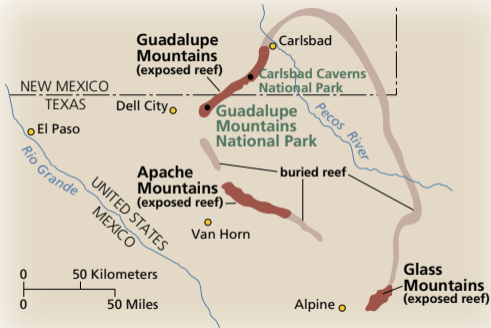 Guadalupe
Mountains
(exposed reef)
Carlsbad
Carlsbad Caverns
National Park
NEW MEXICO
TEXAS
Dell City
Guadalupe
Mountains
National Park
Pecos River
El Paso
Rio Grande
UNITED STATES
MEXICO
buried reef
Apache
Mountains
(exposed reef)
Van Horn
Glass
Mountains
(exposed reef)
Alpine
0 50 Kilometers
0 50 Miles